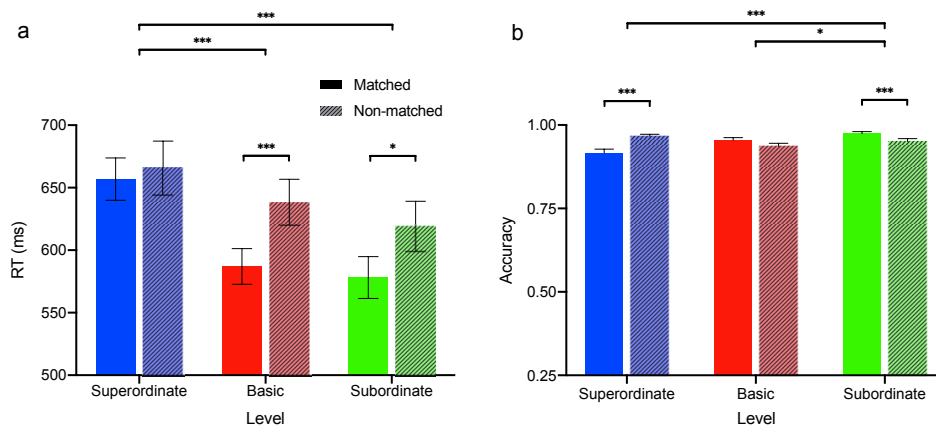 a
***
***
Matched
Non-matched
***
*
700
650
600
550
500
RT (ms)
Superordinate
Basic
Subordinate
Level
b
***
*
***
***
1.00
0.75
0.50
0.25
Accuracy
Superordinate
Basic
Subordinate
Level